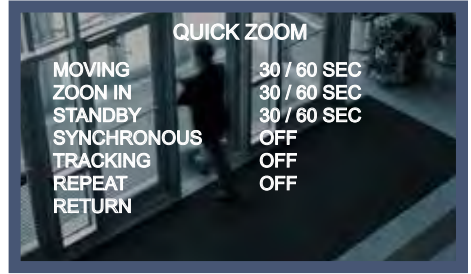 QUICK ZOOM
MOVING 30 / 60 SEC
ZOON IN 30 / 60 SEC
STANDBY 30 / 60 SEC
SYNCHRONOUS OFF
TRACKING OFF
REPEAT OFF
RETURN